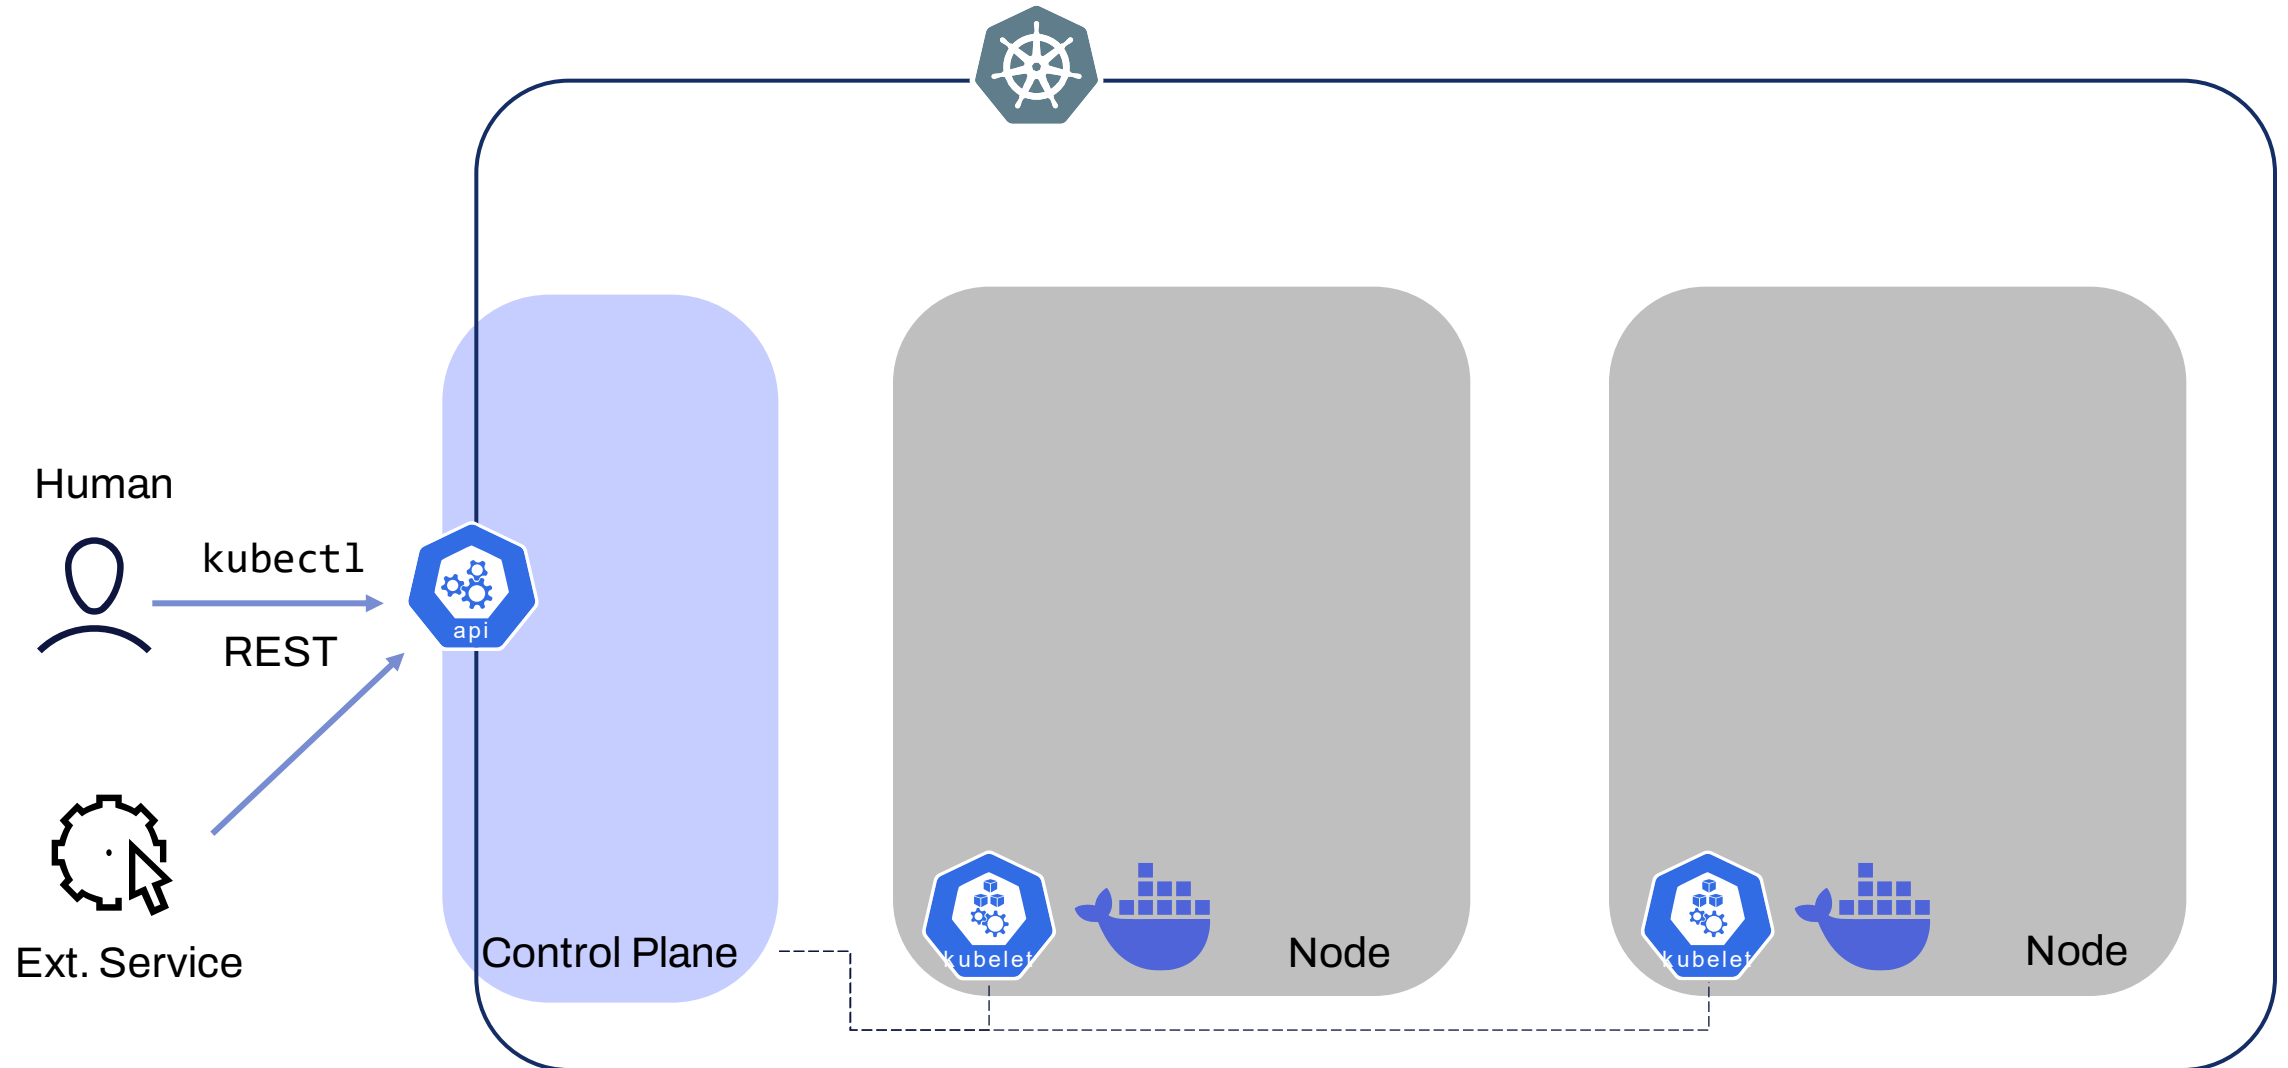 Human
kubectl
REST
api
Ext. Service
Control Plane
kubelet
Node
kubelet
Node